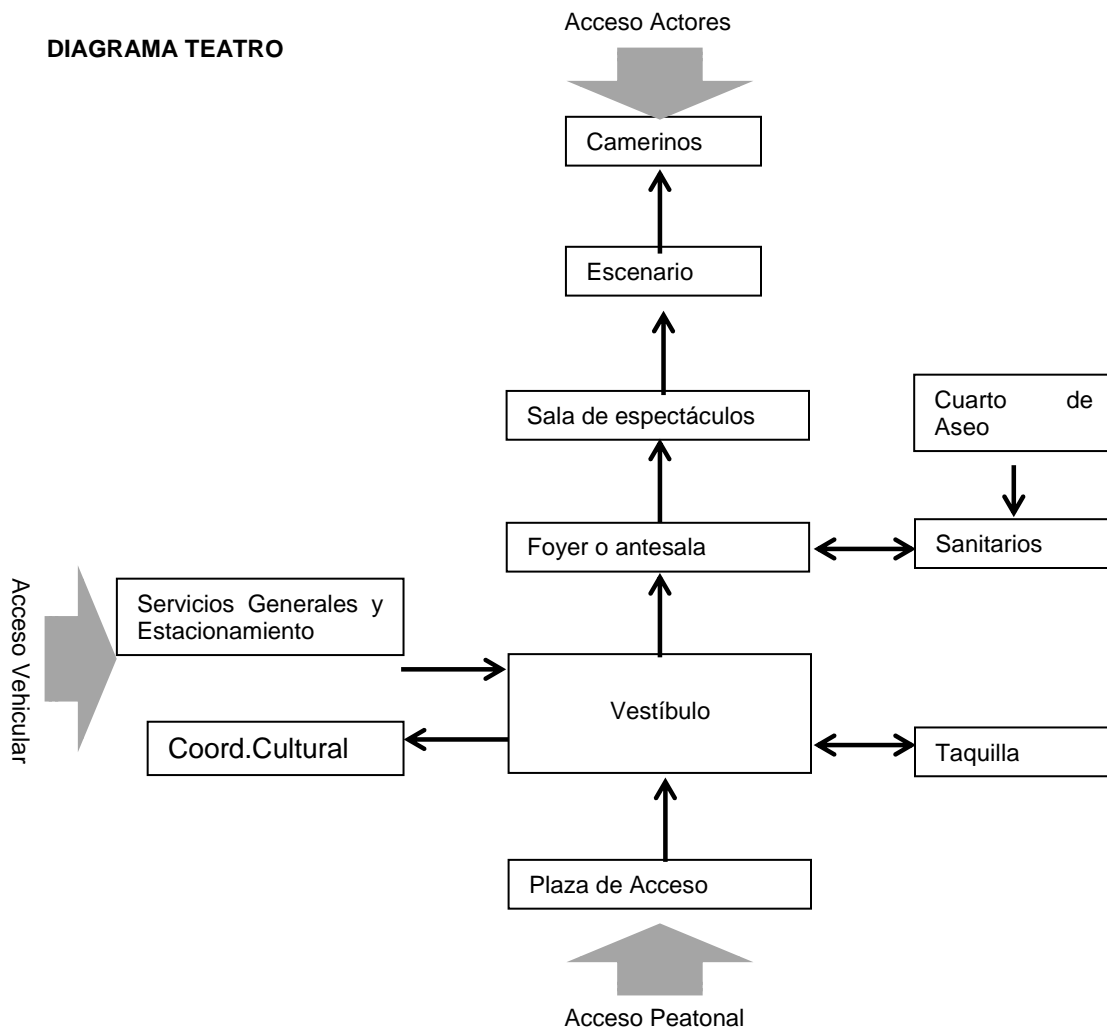 Acceso Actores
DIAGRAMA TEATRO
Camerinos
Escenario
Sala de espectáculos
Cuarto de
Aseo
Foyer o antesala
Sanitarios
Acceso Vehicular
Servicios Generales y
Estacionamiento
Vestíbulo
Coord.Cultural
Taquilla
Plaza de Acceso
Acceso Peatonal